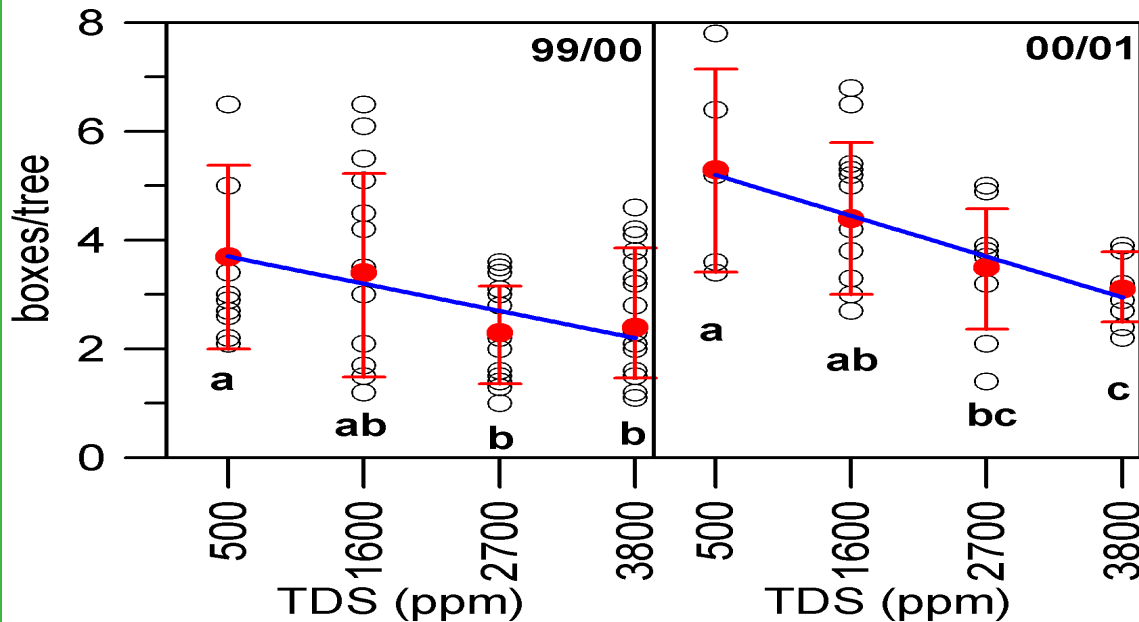 8
99/00
00/01
6
boxes/tree
4
2
a
ab
b
b
a
ab
bc
c
0
500
1600
2700
3800
500
1600
2700
3800
TDS (ppm)
TDS (ppm)